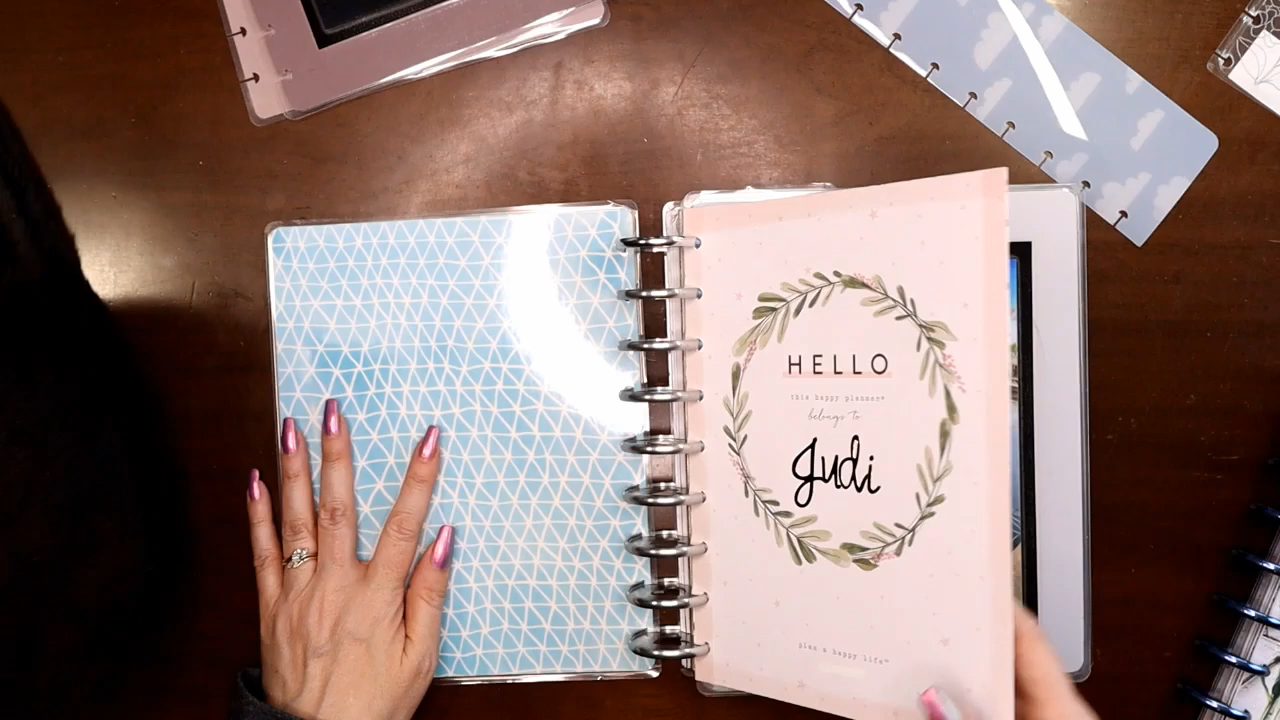 HELLO
this happy planner®
belongs to
Judi
plan a happy life™